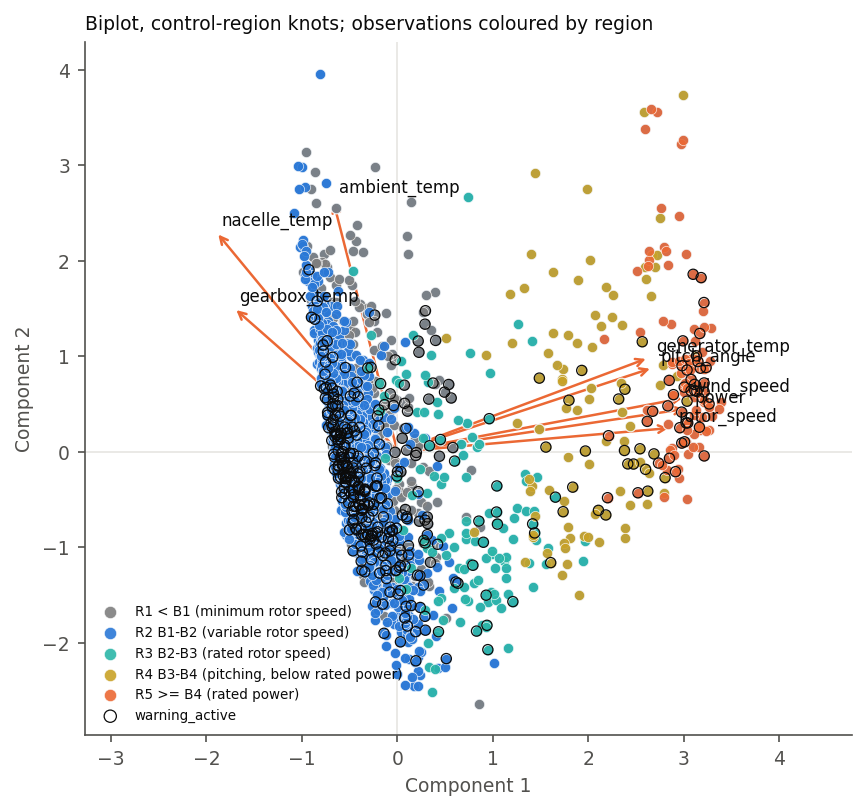 Biplot, control-region knots; observations coloured by region
4
3
2
1
0
−1
−2
Component 2
ambient_temp
nacelle_temp
gearbox_temp
generator_temp
pitch_angle
wind_speed
power
rotor_speed
R1 < B1 (minimum rotor speed)
R2 B1-B2 (variable rotor speed)
R3 B2-B3 (rated rotor speed)
R4 B3-B4 (pitching, below rated power)
R5 >= B4 (rated power)
warning_active
−3 −2 −1 0 1 2 3 4
Component 1